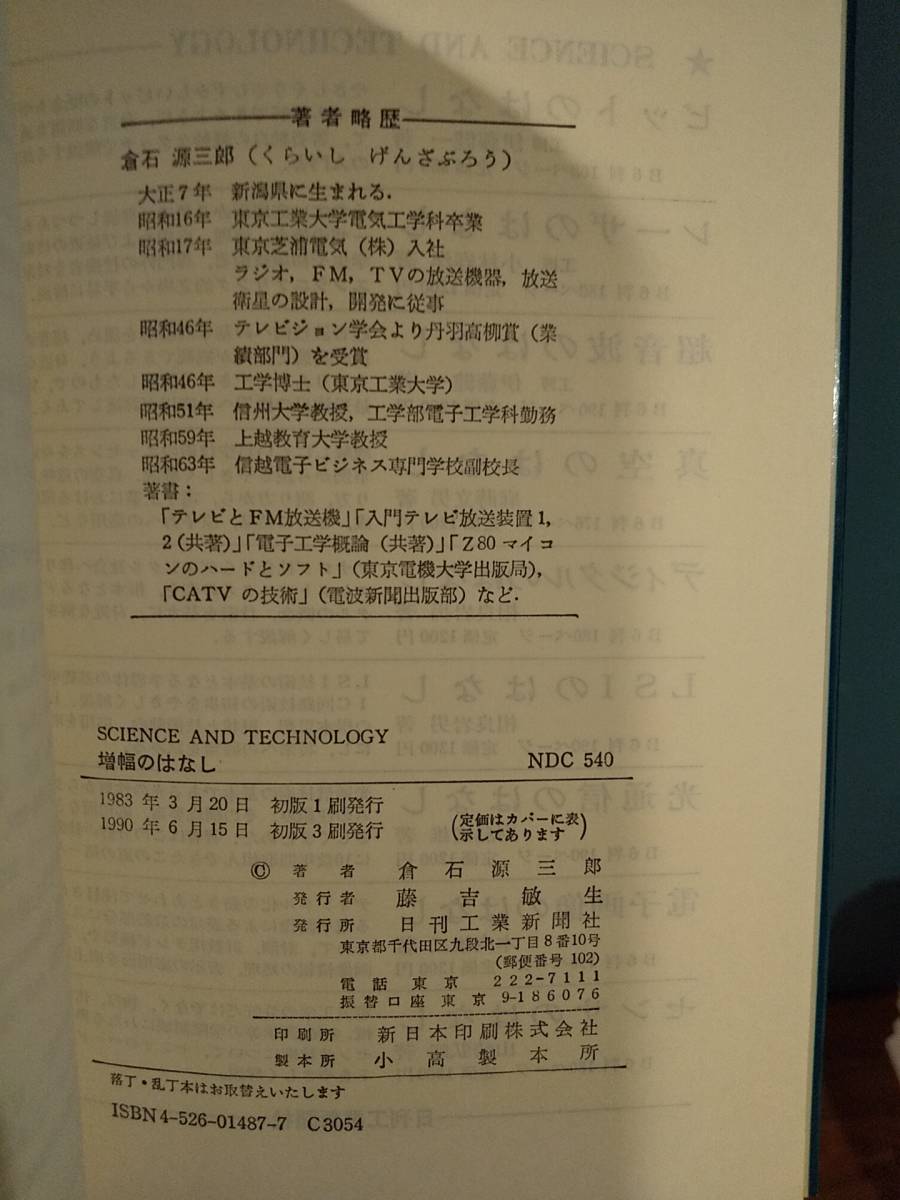 著者略歴
倉石 源三郎（くらいし げんざぶろう）
大正7年 新潟県に生まれる．
昭和16年 東京工業大学電気工学科卒業
昭和17年 東京芝浦電気（株）入社
ラジオ，FM，TVの放送機器，放送
衛星の設計，開発に従事
昭和46年 テレビジョン学会より丹羽高柳賞（業
績部門）を受賞
昭和46年 工学博士（東京工業大学）
昭和51年 信州大学教授，工学部電子工学科勤務
昭和59年 上越教育大学教授
昭和63年 信越電子ビジネス専門学校副校長
著書：
「テレビとFM放送機」「入門テレビ放送装置1，
2（共著）」「電子工学概論（共著）」「Z80マイコ
ンのハードとソフト」（東京電機大学出版局），
「CATVの技術」（電波新聞出版部）など．
SCIENCE AND TECHNOLOGY
増幅のはなし NDC 540
1983年3月20日 初版1刷発行
1990年6月15日 初版3刷発行 （定価はカバーに表
示してあります）
© 著者 倉石源三郎
発行者 藤吉敏生
発行所 日刊工業新聞社
東京都千代田区九段北一丁目8番10号
（郵便番号 102）
電話 東京 222-7111
振替口座 東京 9-186076
印刷所 新日本印刷株式会社
製本所 小高製本所
落丁・乱丁本はお取替えいたします
ISBN4-526-01487-7 C3054